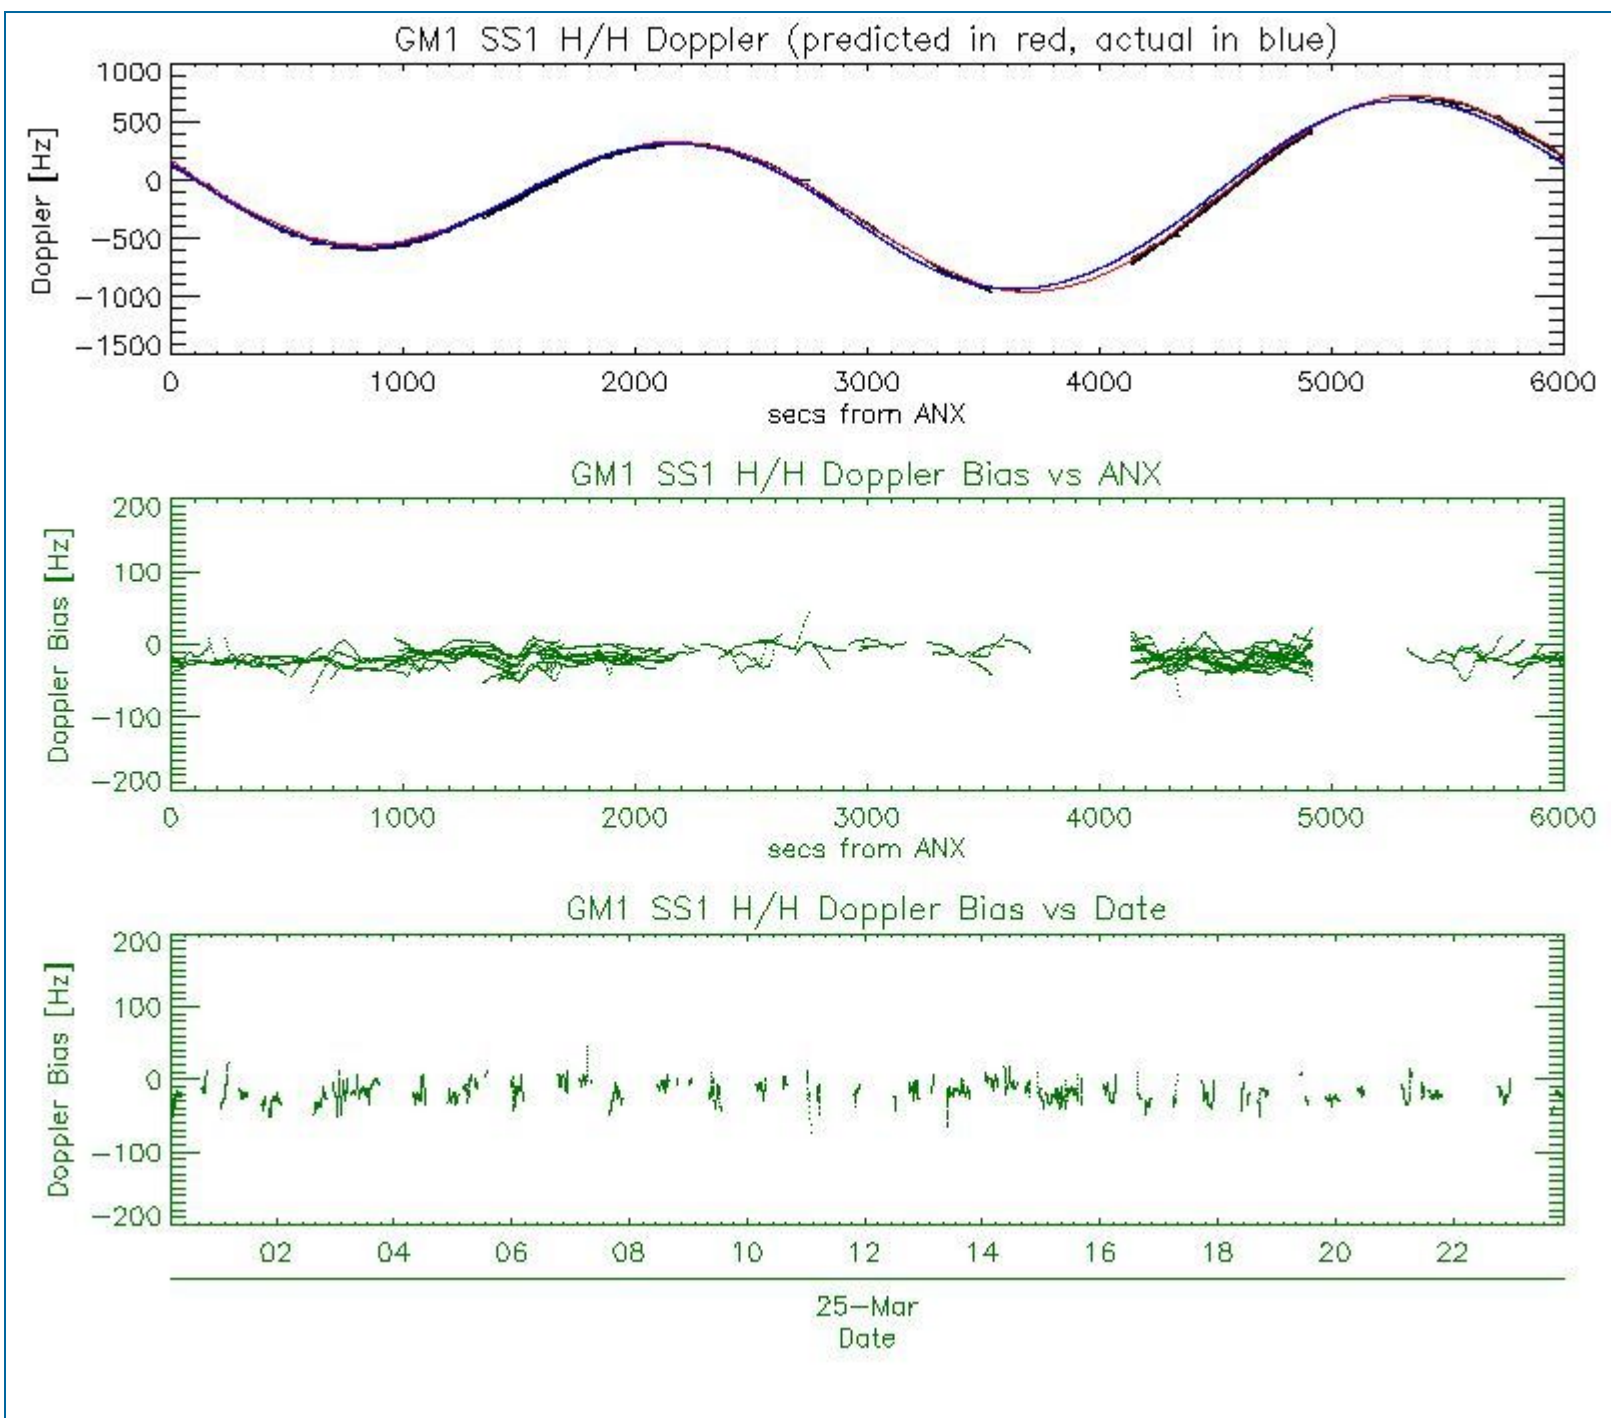 GM1 SS1 H/H Doppler (predicted in red, actual in blue)
Doppler [Hz]
1000
500
0
−500
−1000
−1500
0 1000 2000 3000 4000 5000 6000
secs from ANX
GM1 SS1 H/H Doppler Bias vs ANX
Doppler Bias [Hz]
200
100
0
−100
−200
0 1000 2000 3000 4000 5000 6000
secs from ANX
GM1 SS1 H/H Doppler Bias vs Date
Doppler Bias [Hz]
200
100
0
−100
−200
02 04 06 08 10 12 14 16 18 20 22
25−Mar
Date